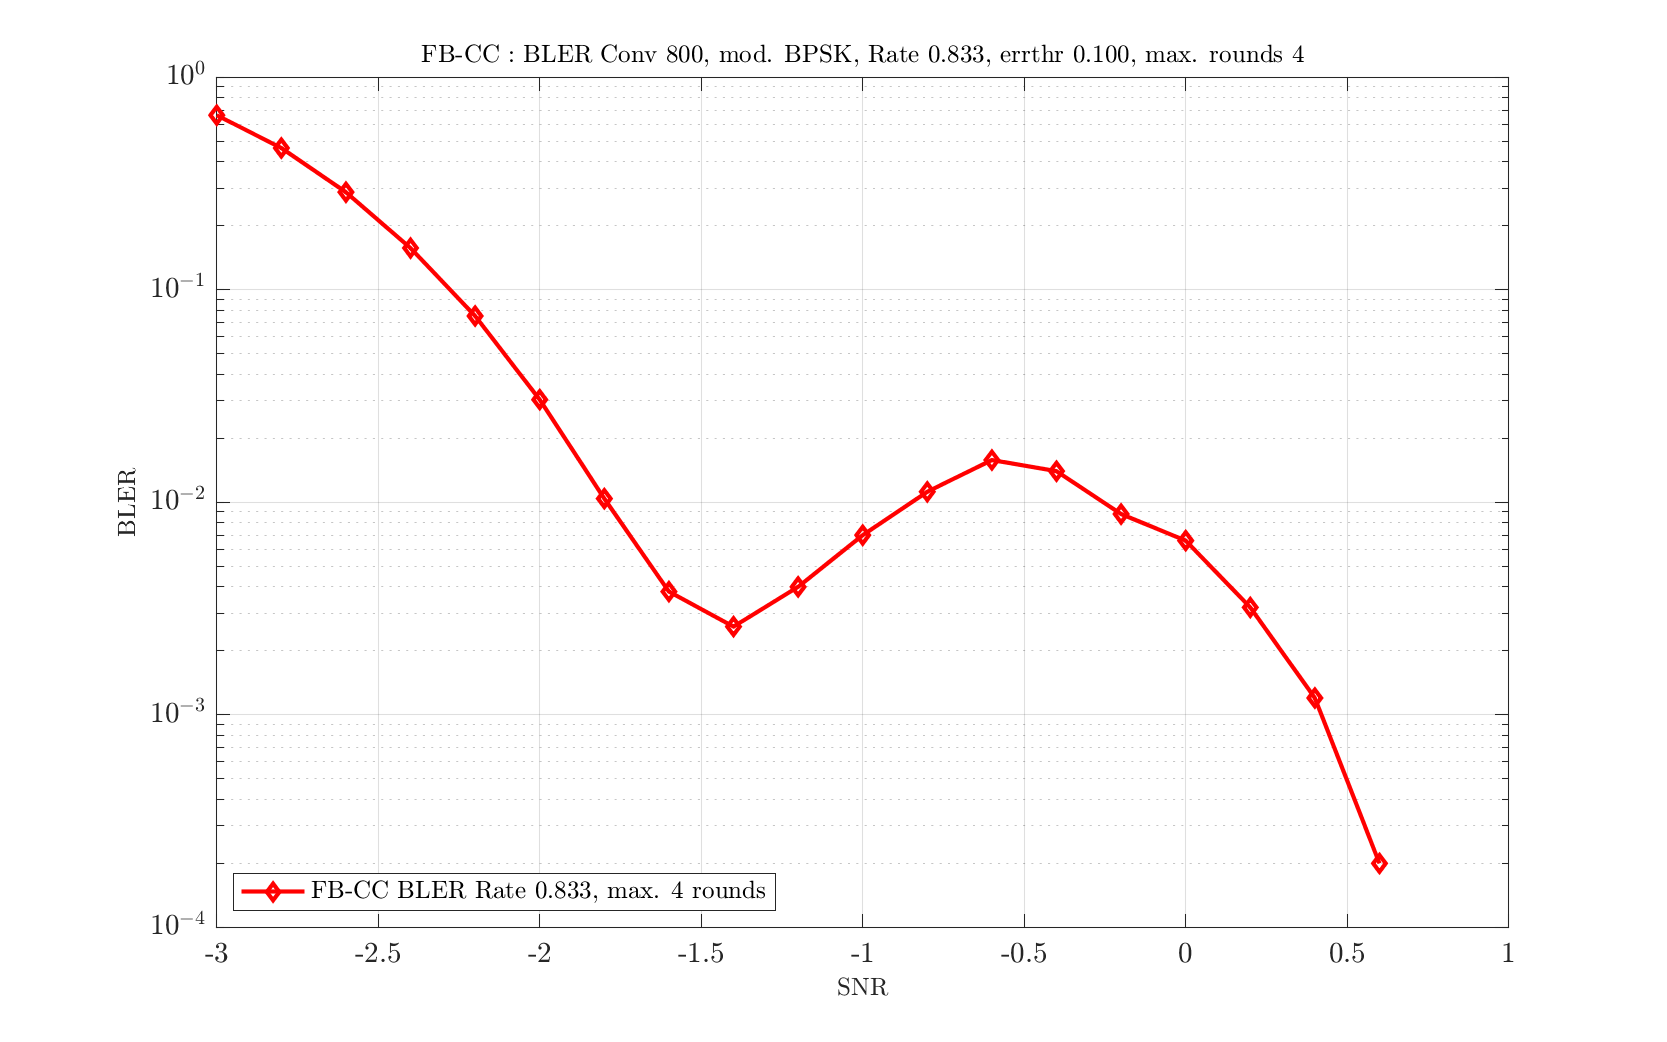 FB-CC : BLER Conv 800, mod. BPSK, Rate 0.833, errthr 0.100, max. rounds 4
10^0
10^-1
10^-2
10^-3
10^-4
BLER
FB-CC BLER Rate 0.833, max. 4 rounds
-3 -2.5 -2 -1.5 -1 -0.5 0 0.5 1
SNR